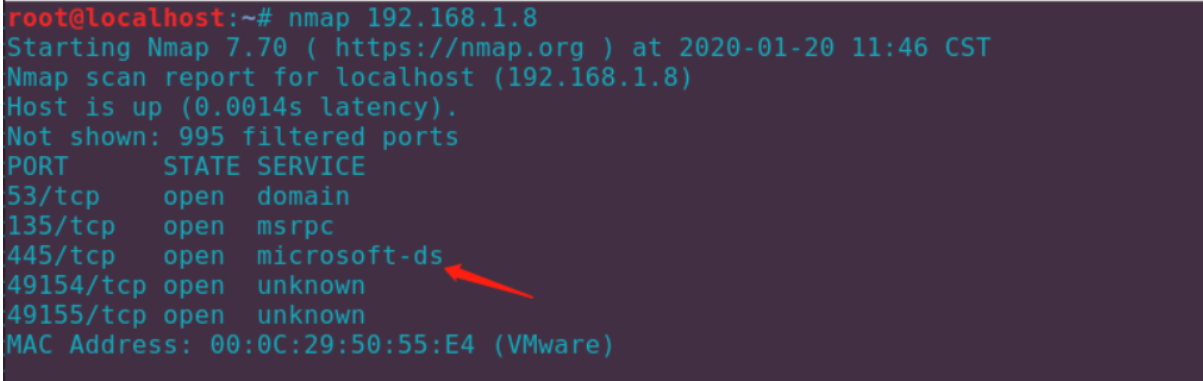 root@localhost:~# nmap 192.168.1.8
Starting Nmap 7.70 ( https://nmap.org ) at 2020-01-20 11:46 CST
Nmap scan report for localhost (192.168.1.8)
Host is up (0.0014s latency).
Not shown: 995 filtered ports
PORT      STATE SERVICE
53/tcp    open  domain
135/tcp   open  msrpc
445/tcp   open  microsoft-ds
49154/tcp open  unknown
49155/tcp open  unknown
MAC Address: 00:0C:29:50:55:E4 (VMware)